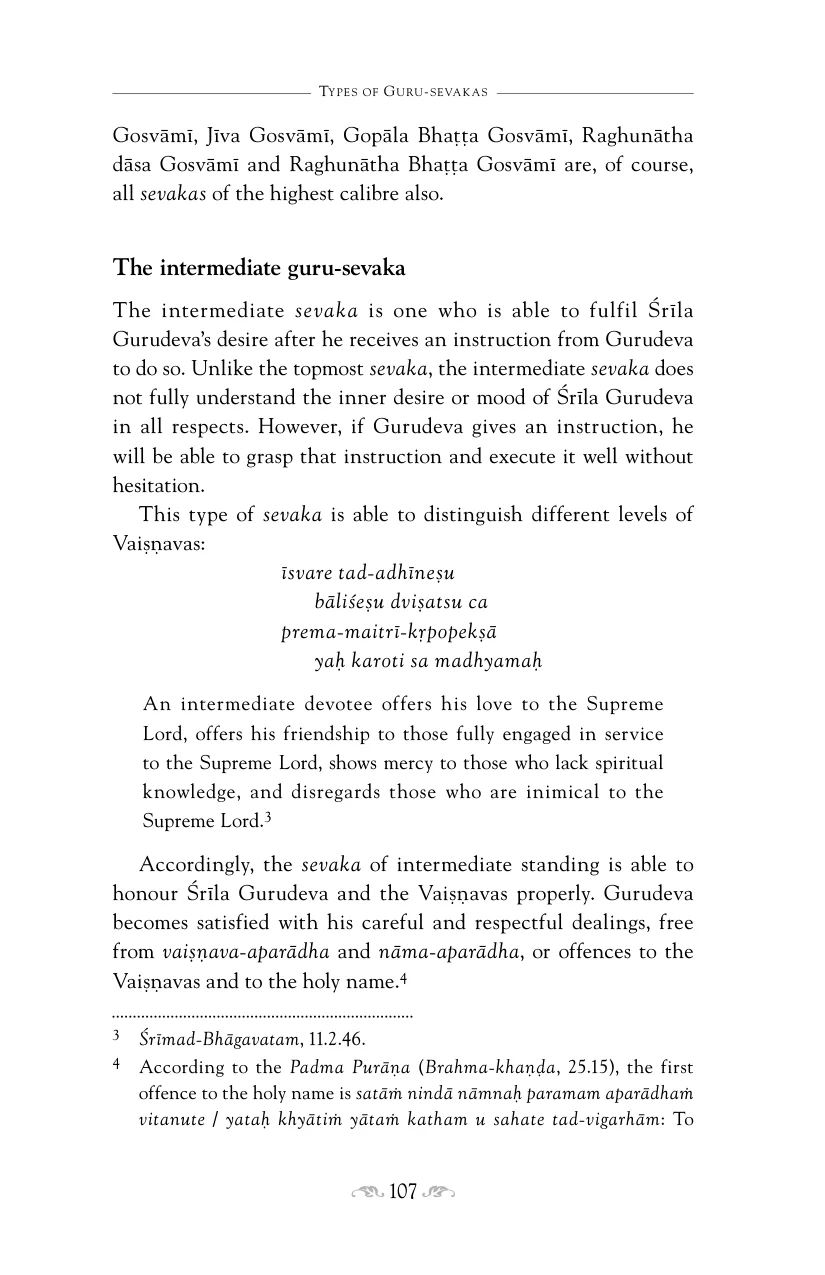 TYPES OF GURU-SEVAKAS
Gosvāmī, Jīva Gosvāmī, Gopāla Bhaṭṭa Gosvāmī, Raghunātha
dāsa Gosvāmī and Raghunātha Bhaṭṭa Gosvāmī are, of course,
all sevakas of the highest calibre also.
The intermediate guru-sevaka
The intermediate sevaka is one who is able to fulfil Śrīla
Gurudeva’s desire after he receives an instruction from Gurudeva
to do so. Unlike the topmost sevaka, the intermediate sevaka does
not fully understand the inner desire or mood of Śrīla Gurudeva
in all respects. However, if Gurudeva gives an instruction, he
will be able to grasp that instruction and execute it well without
hesitation.
This type of sevaka is able to distinguish different levels of
Vaiṣṇavas:
īsvare tad-adhīneṣu
bāliśeṣu dviṣatsu ca
prema-maitrī-kṛpopekṣā
yaḥ karoti sa madhyamaḥ
An intermediate devotee offers his love to the Supreme
Lord, offers his friendship to those fully engaged in service
to the Supreme Lord, shows mercy to those who lack spiritual
knowledge, and disregards those who are inimical to the
Supreme Lord.3
Accordingly, the sevaka of intermediate standing is able to
honour Śrīla Gurudeva and the Vaiṣṇavas properly. Gurudeva
becomes satisfied with his careful and respectful dealings, free
from vaiṣṇava-aparādha and nāma-aparādha, or offences to the
Vaiṣṇavas and to the holy name.4
3 Śrīmad-Bhāgavatam, 11.2.46.
4 According to the Padma Purāṇa (Brahma-khaṇḍa, 25.15), the first
offence to the holy name is satāṁ nindā nāmnaḥ paramam aparādhaṁ
vitanute / yataḥ khyātiṁ yātaṁ katham u sahate tad-vigarhām: To
107